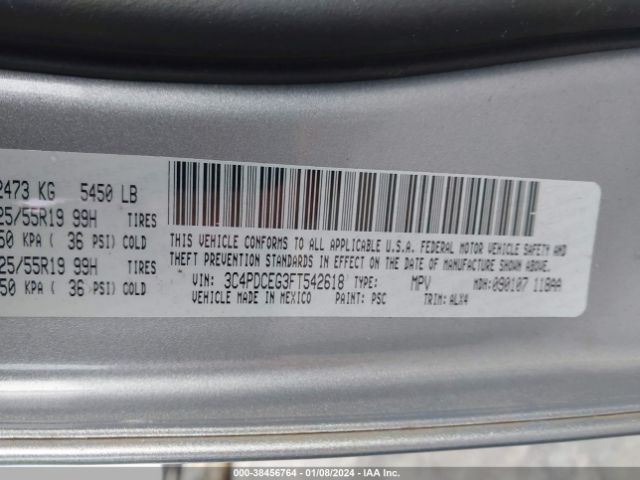 2473 KG 5450 LB
25/55R19 99H TIRES
50 KPA ( 36 PSI) COLD
25/55R19 99H TIRES
50 KPA ( 36 PSI) COLD
THIS VEHICLE CONFORMS TO ALL APPLICABLE U.S.A. FEDERAL MOTOR VEHICLE SAFETY AND
THEFT PREVENTION STANDARDS IN EFFECT ON THE DATE OF MANUFACTURE SHOWN ABOVE.
VIN: 3C4PDCEG3FT542618 TYPE: MPV MDH: 090107 11BAA
VEHICLE MADE IN MEXICO PAINT: PSC TRIM: ALX4
© - 38456764 | 01/08/2024 | IAA Inc.